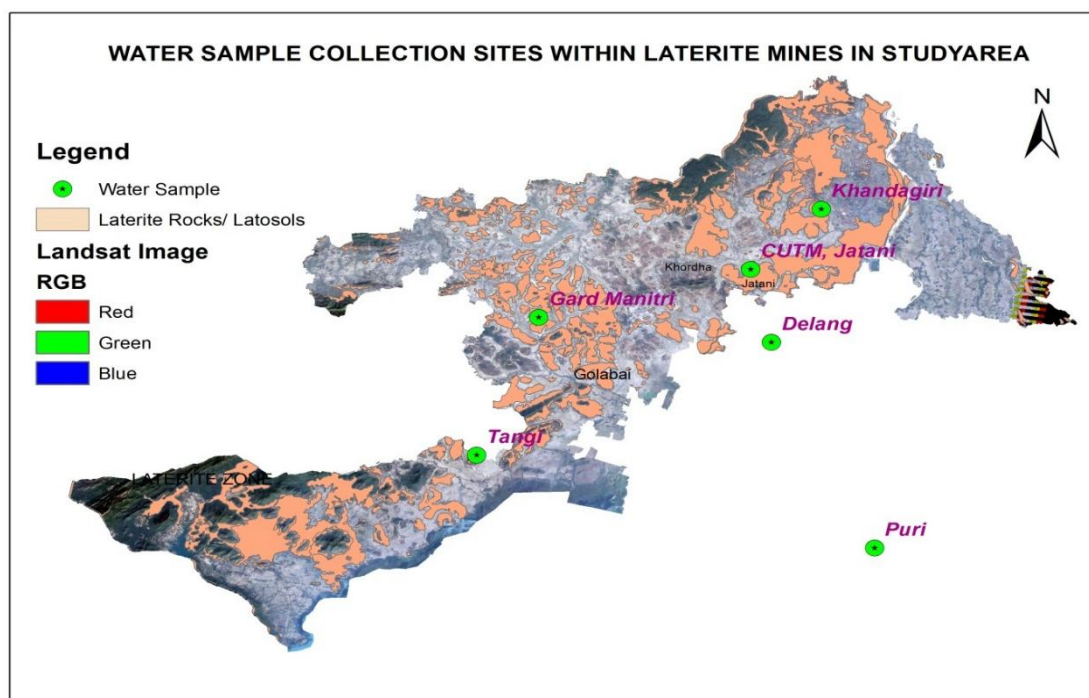 WATER SAMPLE COLLECTION SITES WITHIN LATERITE MINES IN STUDYAREA
N
Legend
Water Sample
Laterite Rocks/ Latosols
Landsat Image
RGB
Red
Green
Blue
Khandagiri
CUTM, Jatani
Khordha
Jatani
Gard Manitri
Delang
Golabai
Tangi
LATERITE ZONE
Puri